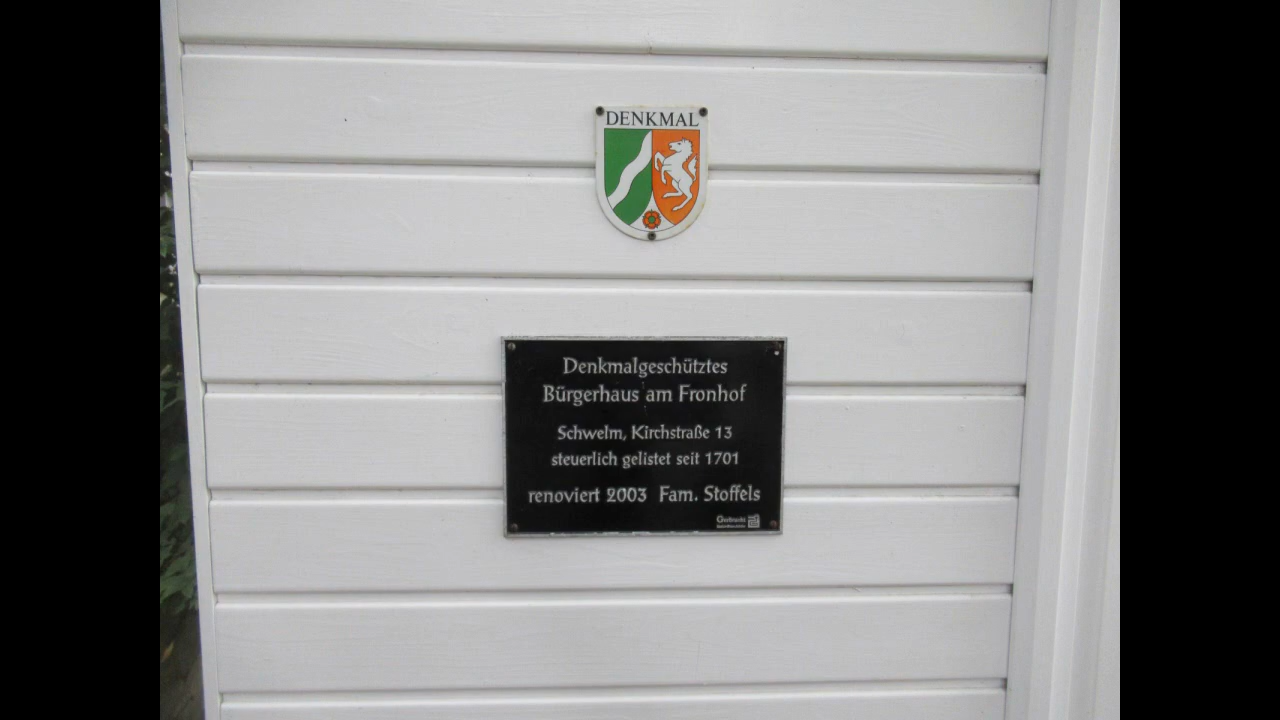 DENKMAL
Denkmalgeschütztes
Bürgerhaus am Fronhof
Schwelm, Kirchstraße 13
steuerlich gelistet seit 1701
renoviert 2003 Fam. Stoffels